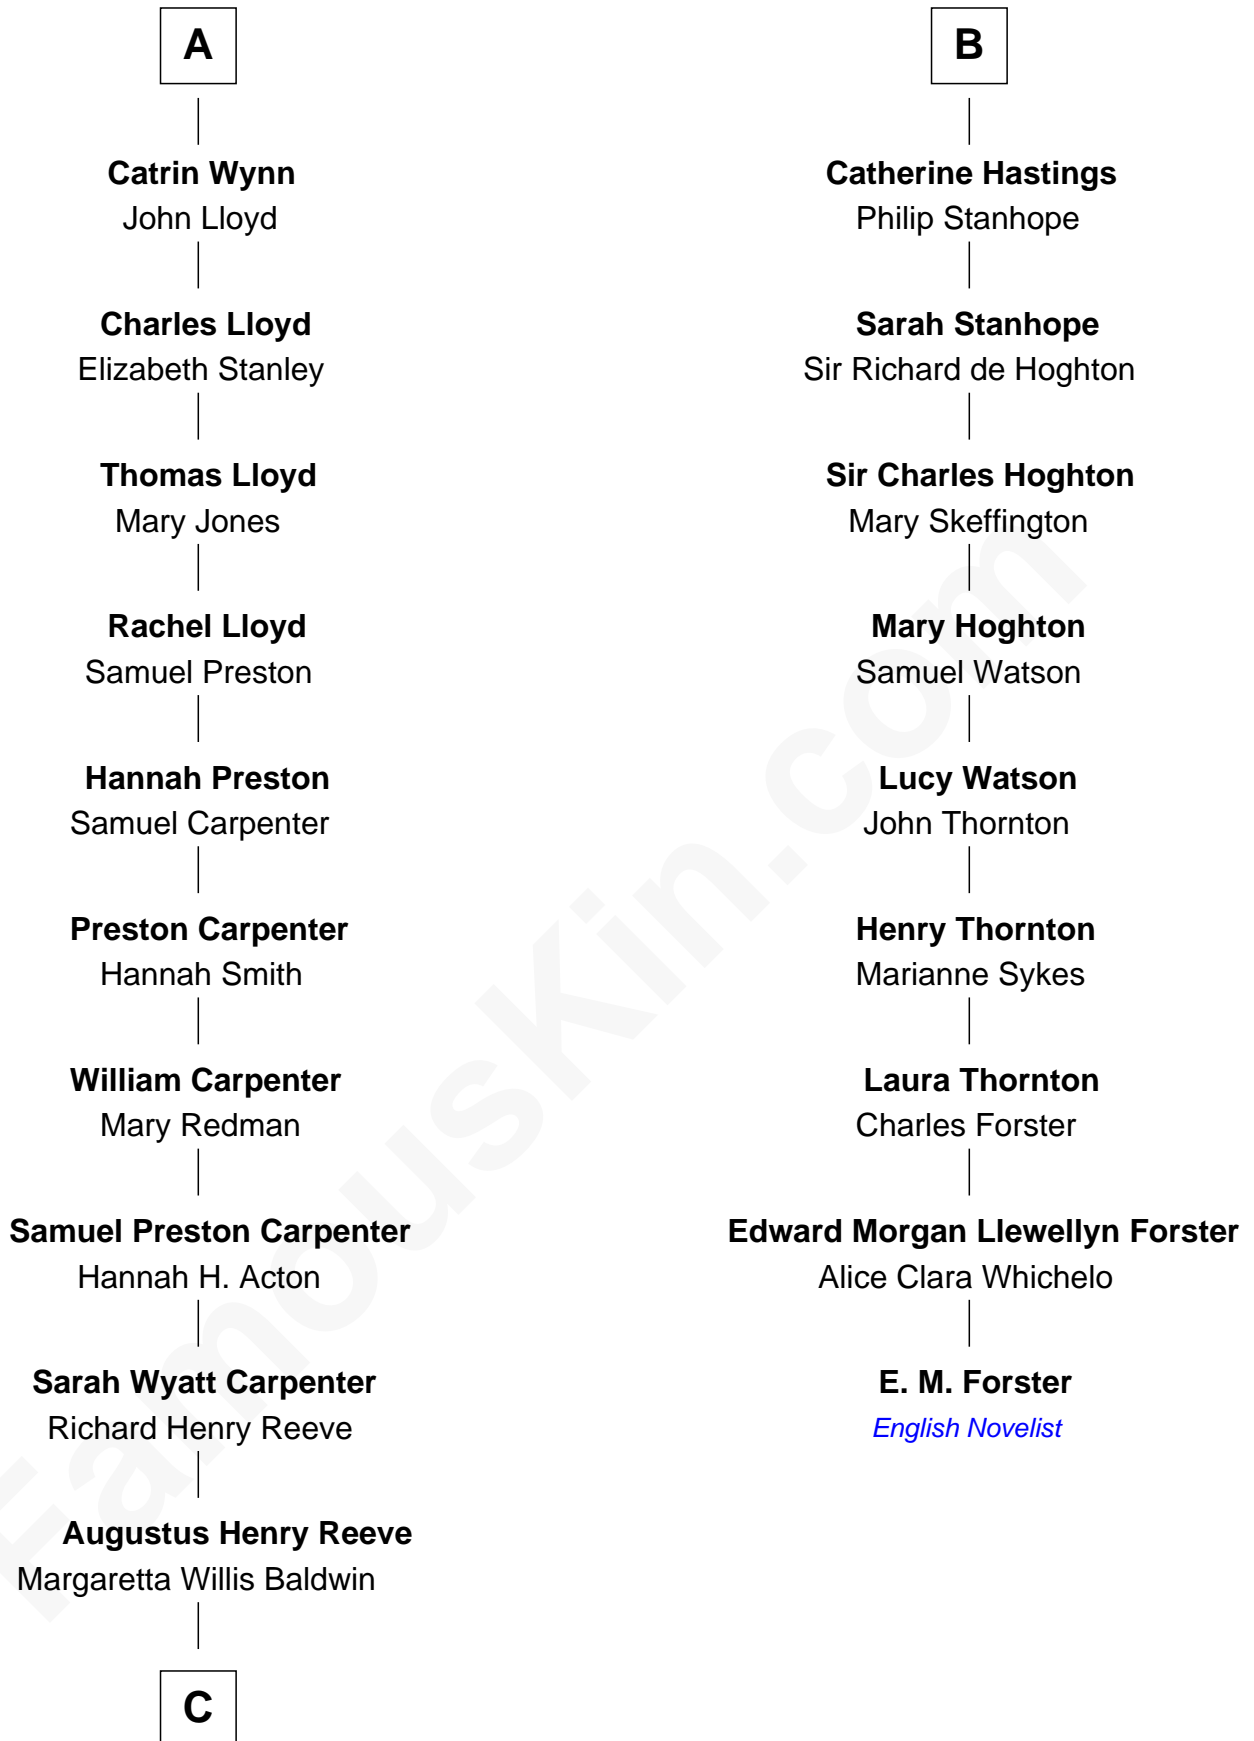 A
Catrin Wynn
John Lloyd
Charles Lloyd
Elizabeth Stanley
Thomas Lloyd
Mary Jones
Rachel Lloyd
Samuel Preston
Hannah Preston
Samuel Carpenter
Preston Carpenter
Hannah Smith
William Carpenter
Mary Redman
Samuel Preston Carpenter
Hannah H. Acton
Sarah Wyatt Carpenter
Richard Henry Reeve
Augustus Henry Reeve
Margaretta Willis Baldwin
C
B
Catherine Hastings
Philip Stanhope
Sarah Stanhope
Sir Richard de Hoghton
Sir Charles Hoghton
Mary Skeffington
Mary Hoghton
Samuel Watson
Lucy Watson
John Thornton
Henry Thornton
Marianne Sykes
Laura Thornton
Charles Forster
Edward Morgan Llewellyn Forster
Alice Clara Whichelo
E. M. Forster
English Novelist
FamousKin.com